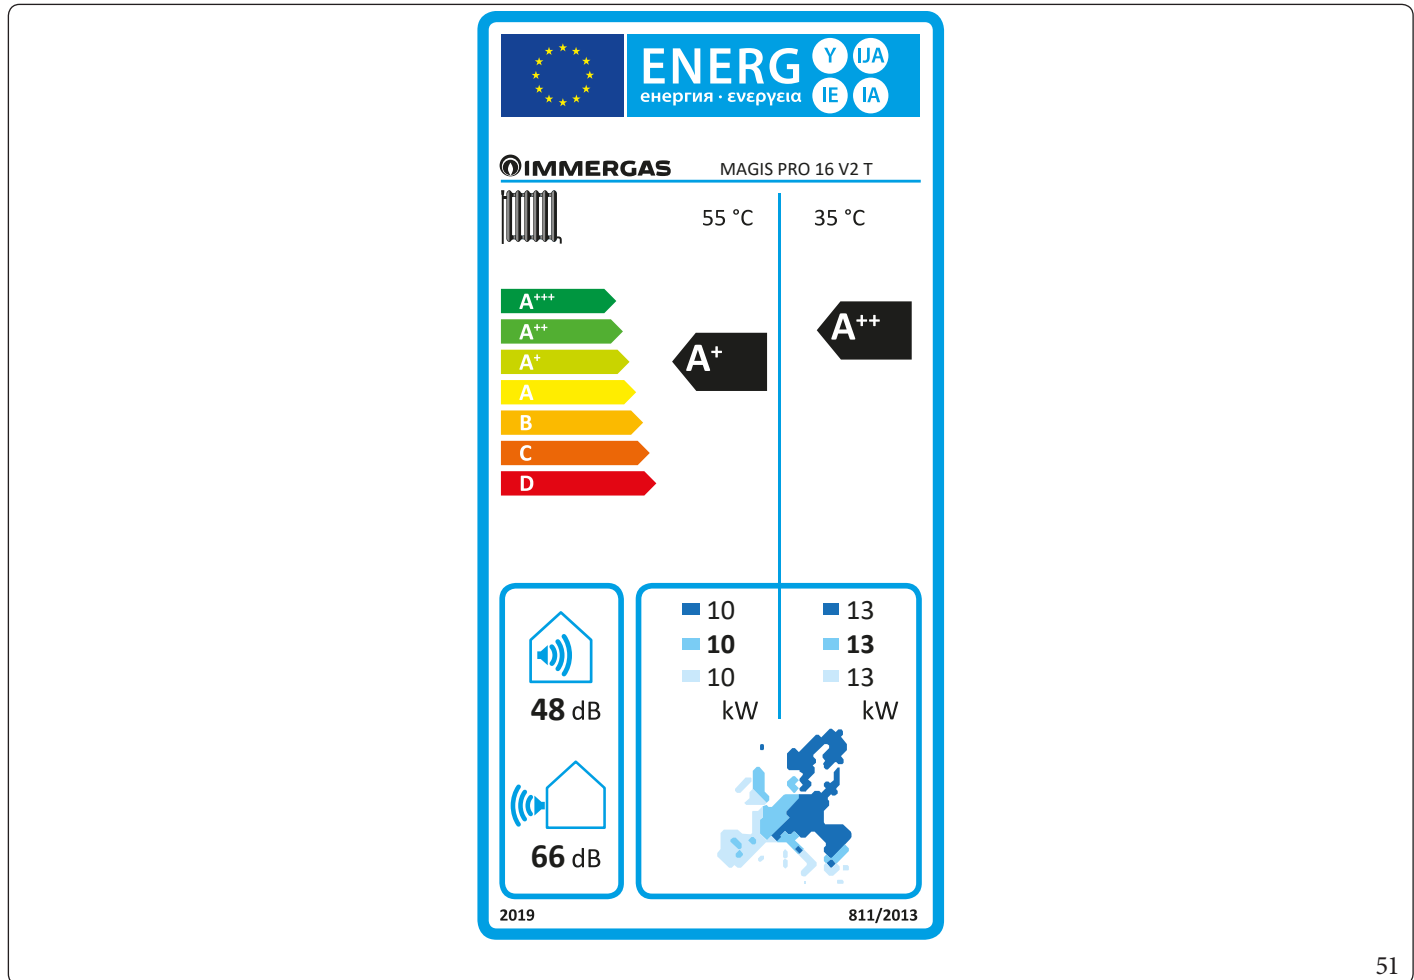 ENERG Y IJA
енергия · ενεργεια IE IA
IMMERGAS MAGIS PRO 16 V2 T
55 °C 35 °C
A+++
A++
A+
A
B
C
D
A+
A++
48 dB
66 dB
10 13
10 13
10 13
kW kW
2019 811/2013
51